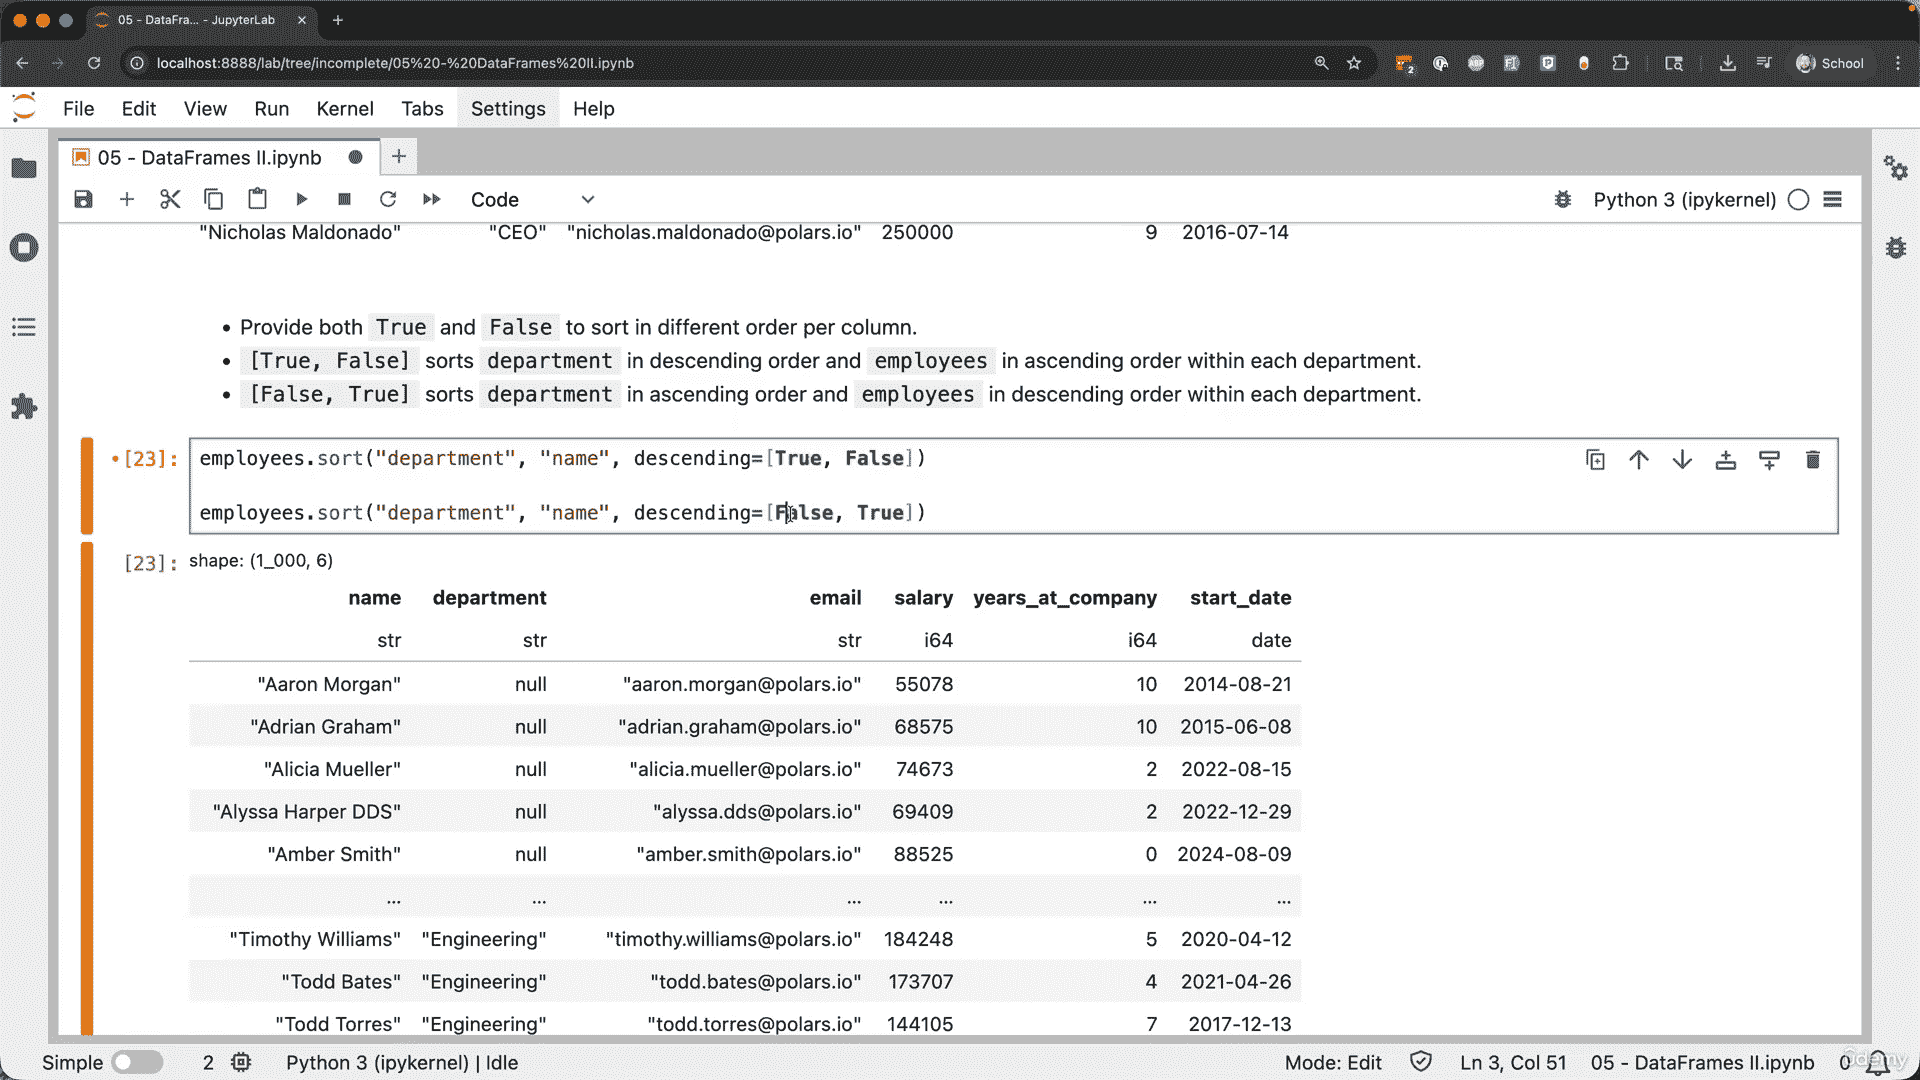 05 - DataFra... - JupyterLab
localhost:8888/lab/tree/incomplete/05%20-%20DataFrames%20II.ipynb
2
ABP
School
File Edit View Run Kernel Tabs Settings Help
05 - DataFrames II.ipynb
Code
Python 3 (ipykernel)
"Nicholas Maldonado" "CEO" "nicholas.maldonado@polars.io" 250000 9 2016-07-14
• Provide both True and False to sort in different order per column.
• [True, False] sorts department in descending order and employees in ascending order within each department.
• [False, True] sorts department in ascending order and employees in descending order within each department.
•[23]: employees.sort("department", "name", descending=[True, False])
employees.sort("department", "name", descending=[False, True])
[23]: shape: (1_000, 6)
name department email salary years_at_company start_date
str str str i64 i64 date
"Aaron Morgan" null "aaron.morgan@polars.io" 55078 10 2014-08-21
"Adrian Graham" null "adrian.graham@polars.io" 68575 10 2015-06-08
"Alicia Mueller" null "alicia.mueller@polars.io" 74673 2 2022-08-15
"Alyssa Harper DDS" null "alyssa.dds@polars.io" 69409 2 2022-12-29
"Amber Smith" null "amber.smith@polars.io" 88525 0 2024-08-09
... ... ... ... ... ...
"Timothy Williams" "Engineering" "timothy.williams@polars.io" 184248 5 2020-04-12
"Todd Bates" "Engineering" "todd.bates@polars.io" 173707 4 2021-04-26
"Todd Torres" "Engineering" "todd.torres@polars.io" 144105 7 2017-12-13
Simple 2 Python 3 (ipykernel) | Idle Mode: Edit Ln 3, Col 51 05 - DataFrames II.ipynb 0
udemy